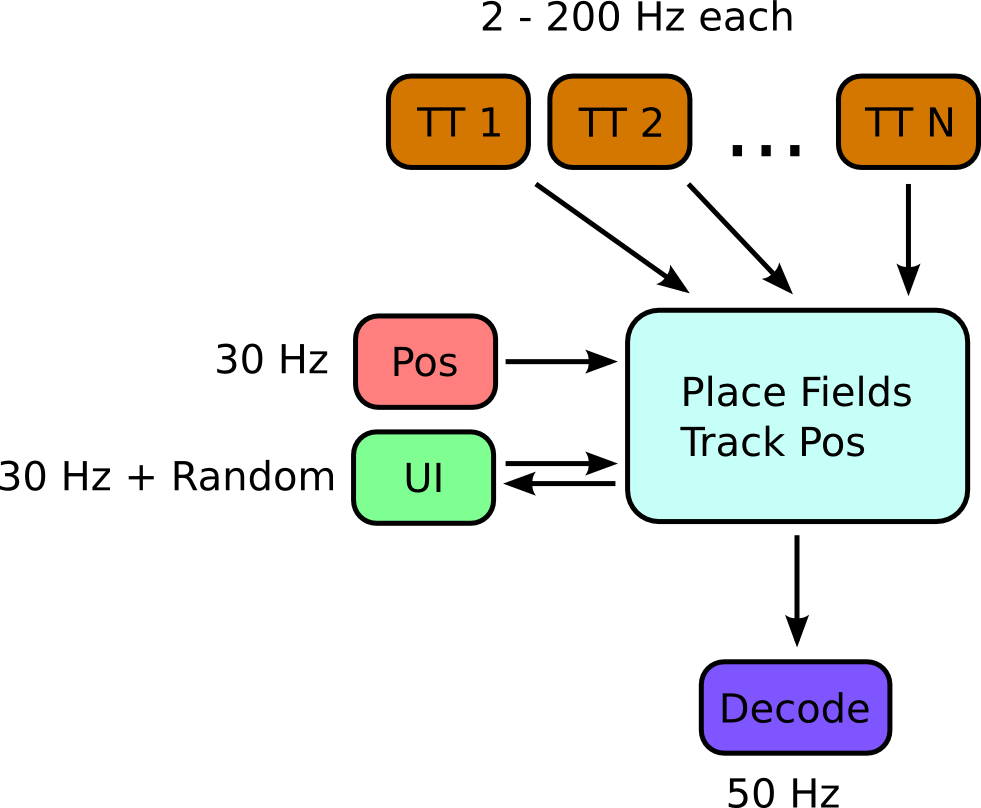 2 - 200 Hz each
TT 1
TT 2
...
TT N
30 Hz
Pos
Place Fields
Track Pos
30 Hz + Random
UI
Decode
50 Hz